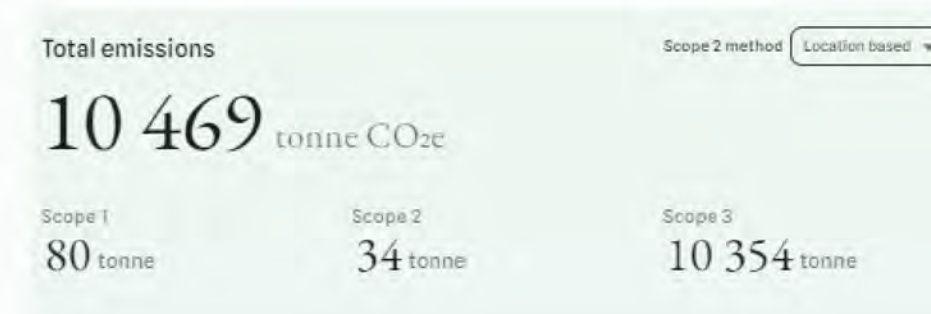 Total emissions
Scope 2 method Location based
10 469 tonne CO2e
Scope 1 Scope 2 Scope 3
80 tonne 34 tonne 10 354 tonne